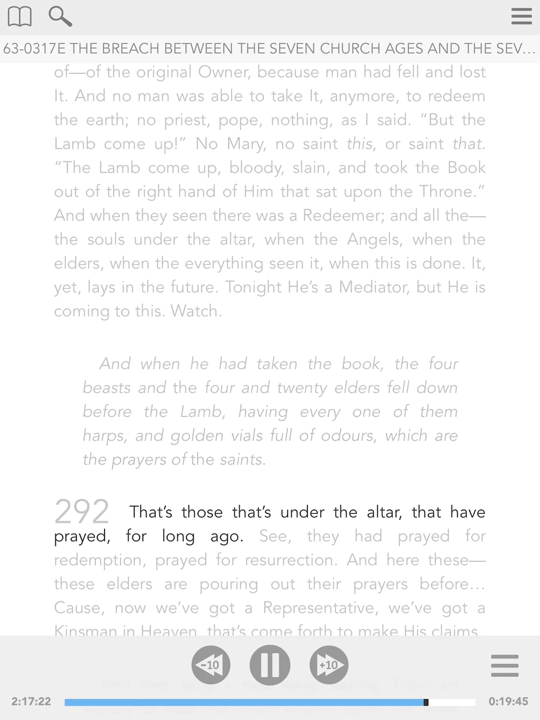 63-0317E THE BREACH BETWEEN THE SEVEN CHURCH AGES AND THE SEV...
of—of the original Owner, because man had fell and lost
It. And no man was able to take It, anymore, to redeem
the earth; no priest, pope, nothing, as I said. “But the
Lamb come up!” No Mary, no saint this, or saint that.
“The Lamb come up, bloody, slain, and took the Book
out of the right hand of Him that sat upon the Throne.”
And when they seen there was a Redeemer; and all the—
the souls under the altar, when the Angels, when the
elders, when the everything seen it, when this is done. It,
yet, lays in the future. Tonight He’s a Mediator, but He is
coming to this. Watch.
And when he had taken the book, the four
beasts and the four and twenty elders fell down
before the Lamb, having every one of them
harps, and golden vials full of odours, which are
the prayers of the saints.
292 That’s those that’s under the altar, that have
prayed, for long ago. See, they had prayed for
redemption, prayed for resurrection. And here these—
these elders are pouring out their prayers before...
Cause, now we’ve got a Representative, we’ve got a
Kinsman in Heaven, that’s come forth to make His claims.
-10 +10
2:17:22 0:19:45